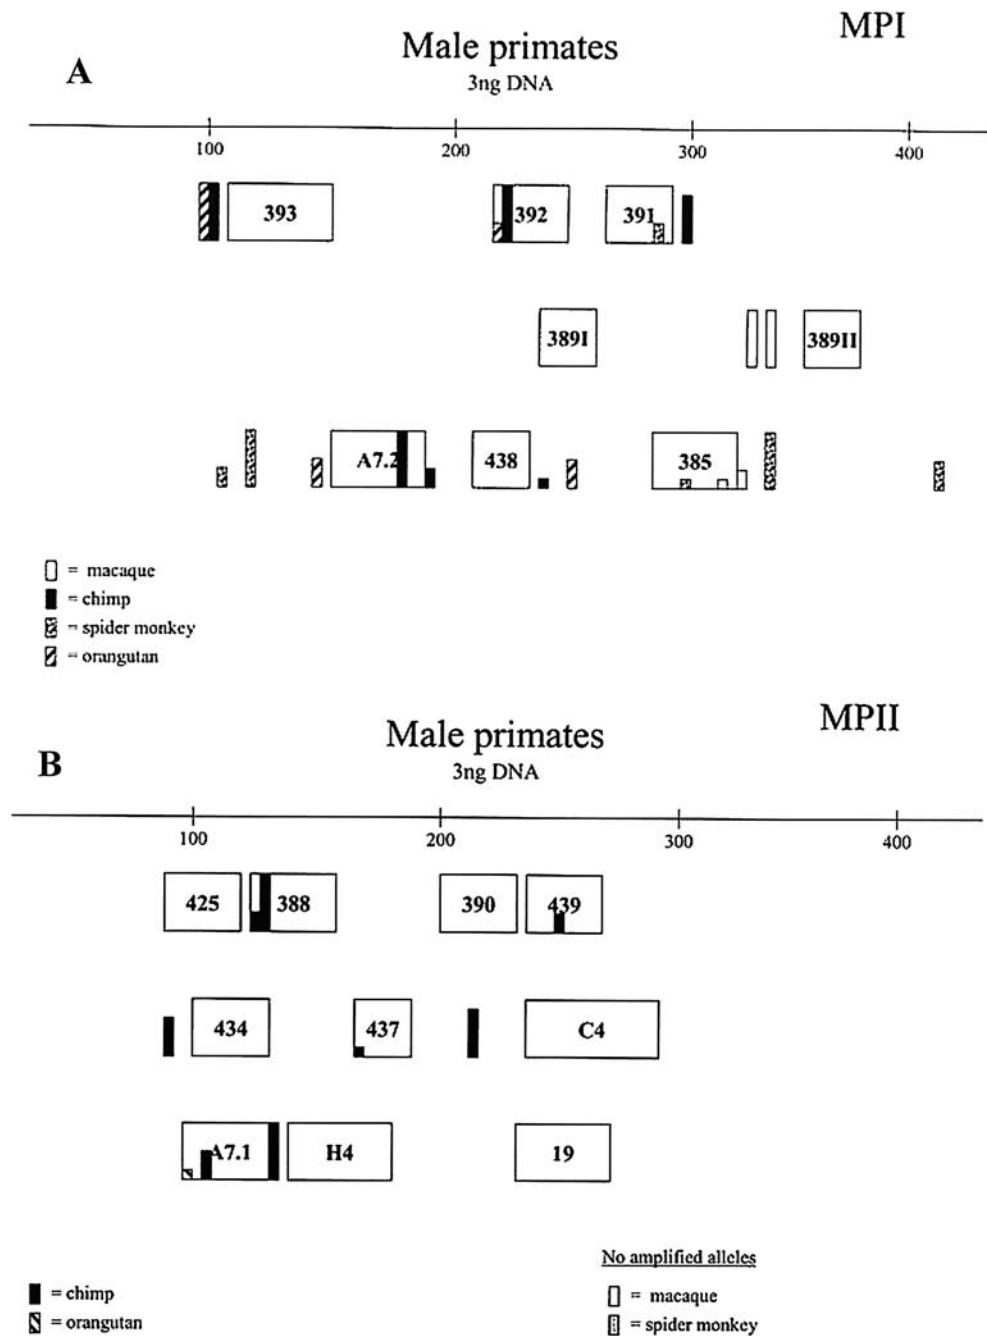 MPI
A
Male primates
3ng DNA
100 200 300 400
393 392 391
389I 389II
A7.2 438 385
= macaque
= chimp
= spider monkey
= orangutan
MPII
B
Male primates
3ng DNA
100 200 300 400
425 388 390 439
434 437 C4
A7.1 H4 19
No amplified alleles
= chimp
= macaque
= orangutan
= spider monkey